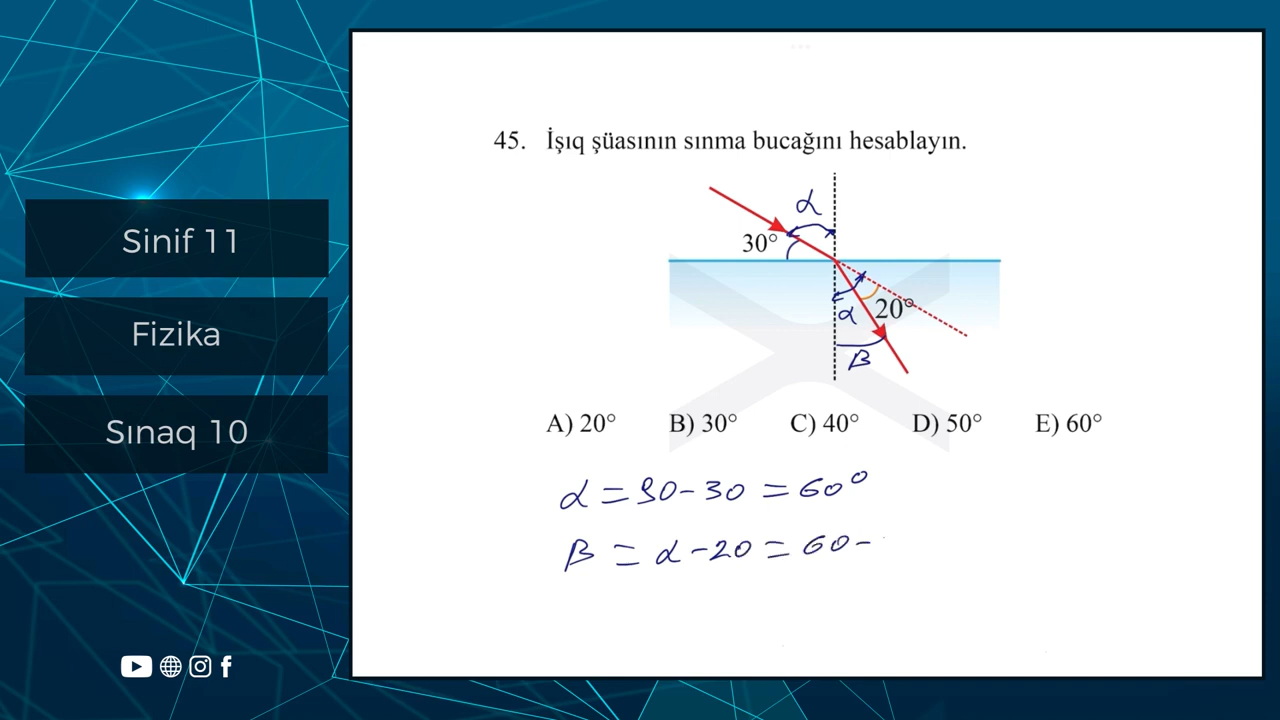 Sinif 11
Fizika
Sınaq 10
45. İşıq şüasının sınma bucağını hesablayın.
α
30°
α 20°
β
A) 20° B) 30° C) 40° D) 50° E) 60°
α = 90 - 30 = 60°
β = α - 20 = 60 -